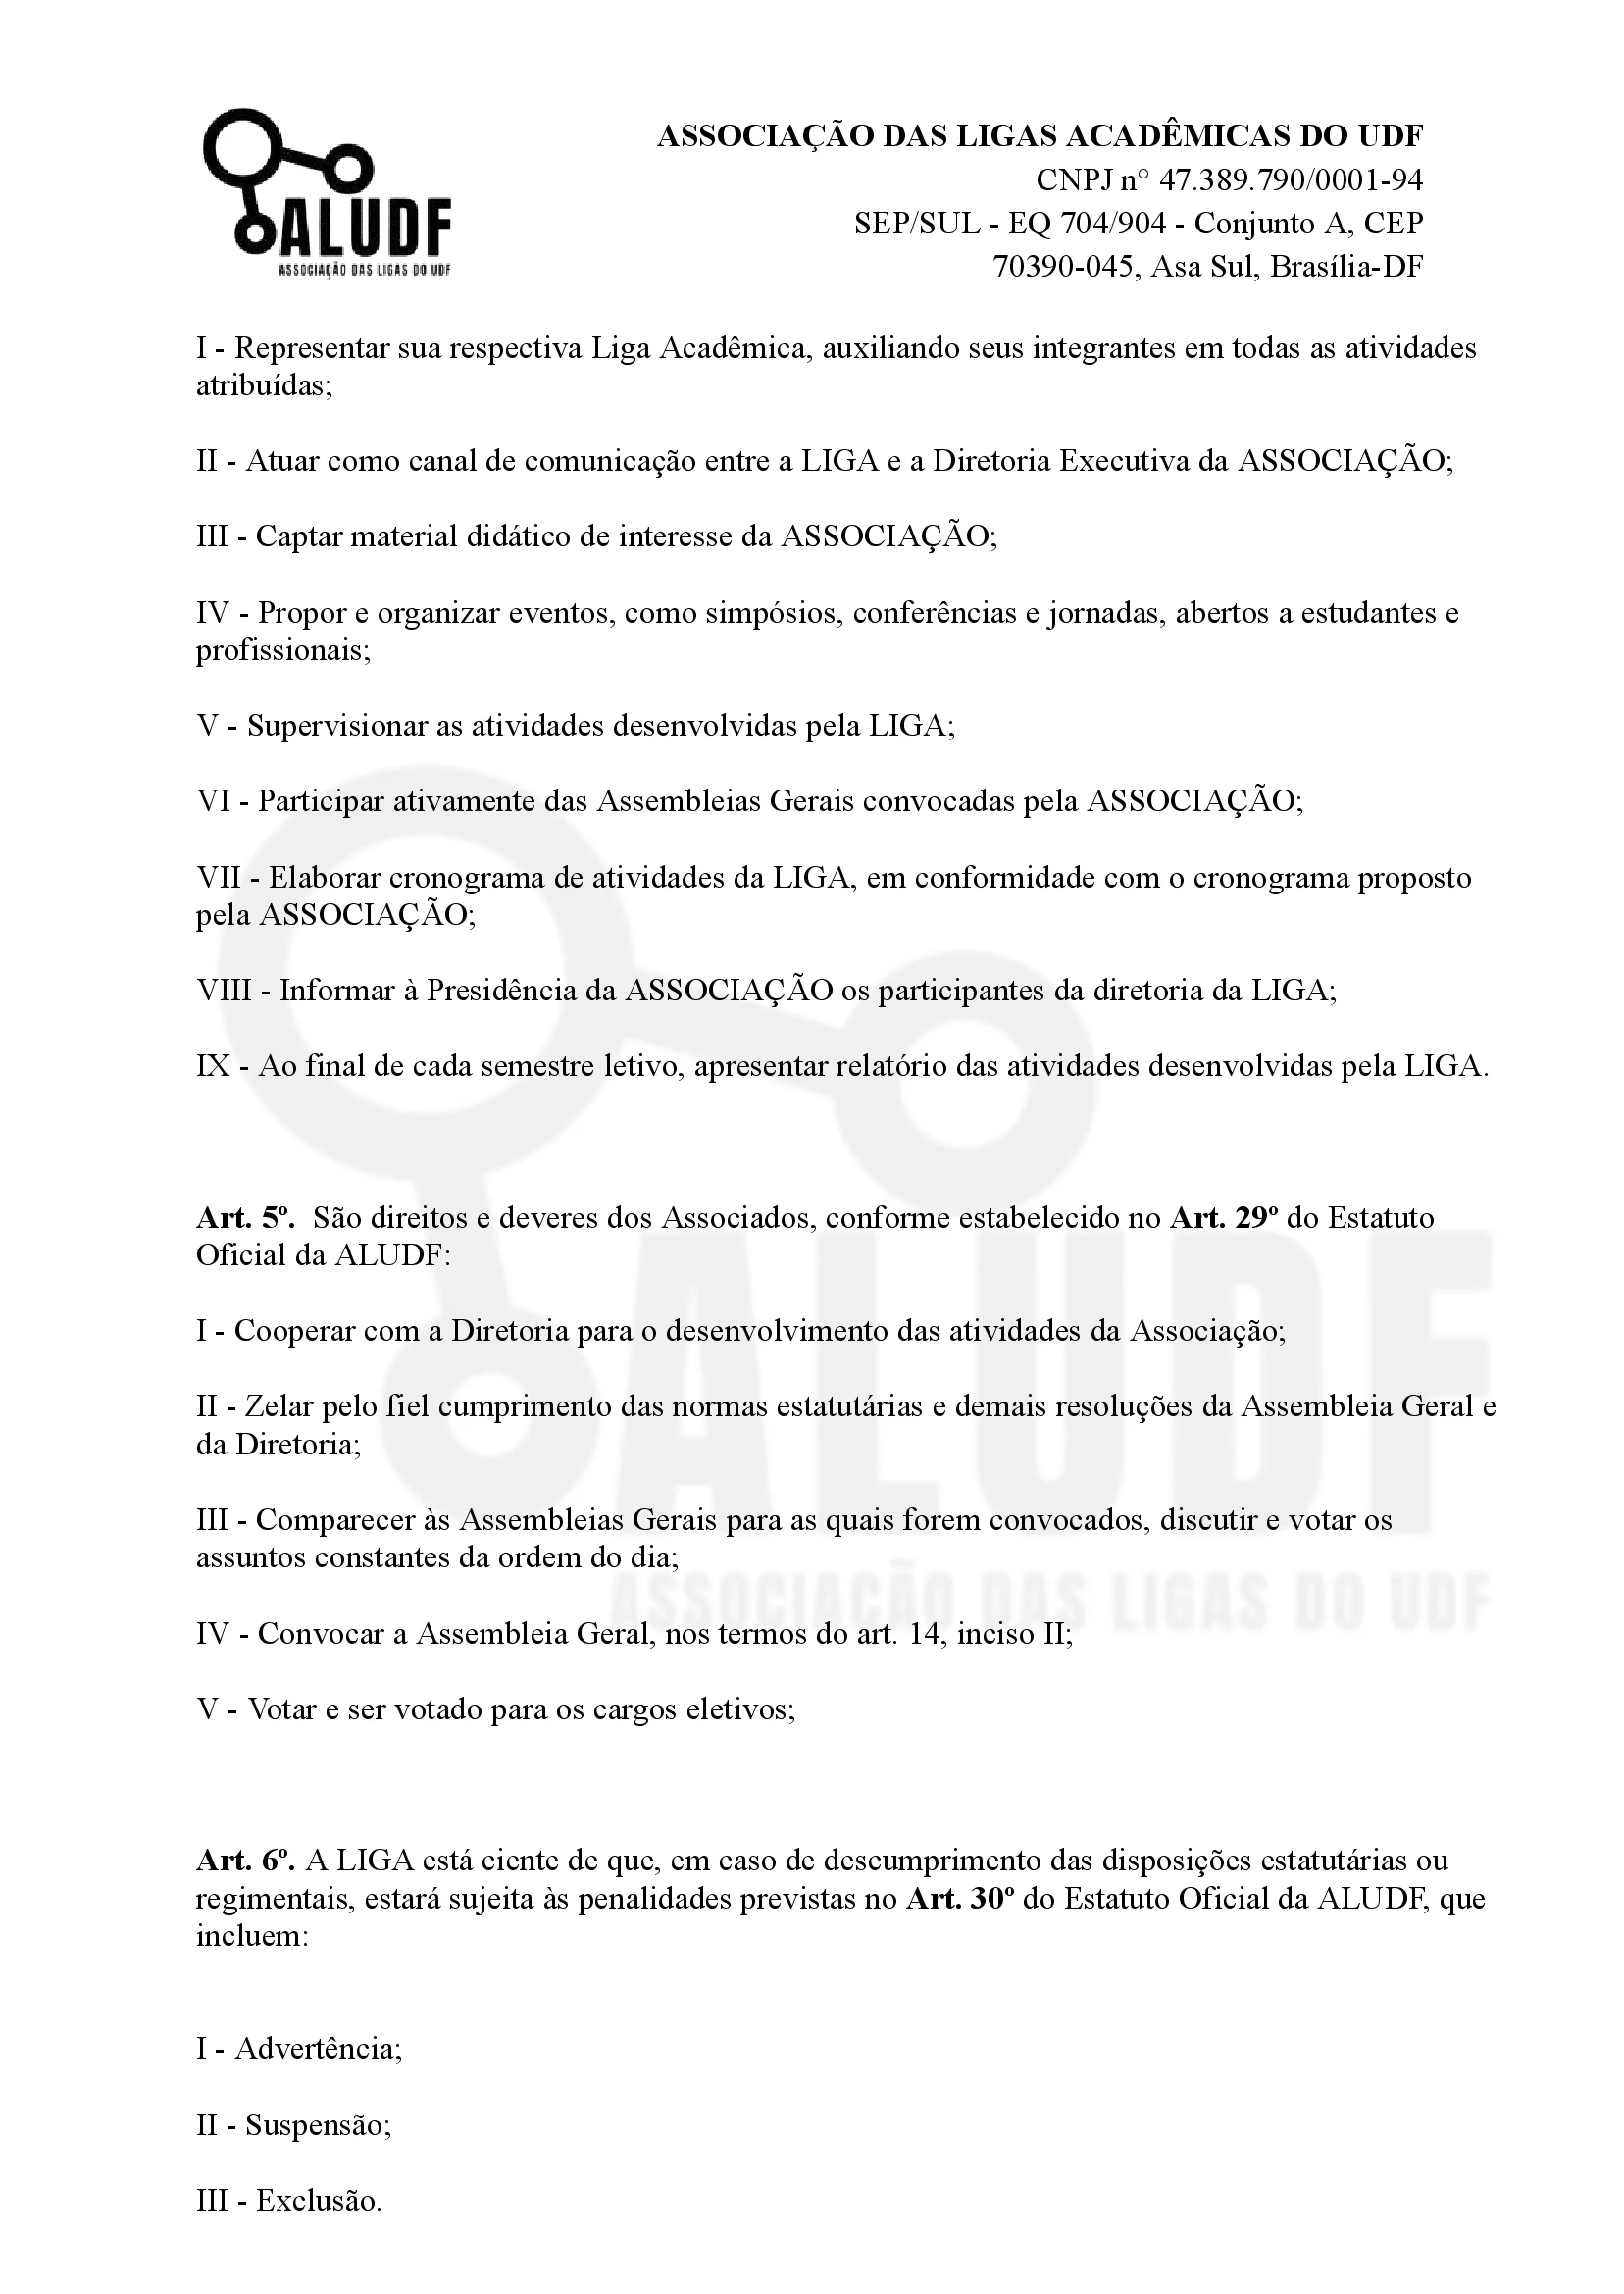 ALUDF
ASSOCIAÇÃO DAS LIGAS DO UDF
ASSOCIAÇÃO DAS LIGAS ACADÊMICAS DO UDF
CNPJ n° 47.389.790/0001-94
SEP/SUL - EQ 704/904 - Conjunto A, CEP
70390-045, Asa Sul, Brasília-DF
I - Representar sua respectiva Liga Acadêmica, auxiliando seus integrantes em todas as atividades
atribuídas;
II - Atuar como canal de comunicação entre a LIGA e a Diretoria Executiva da ASSOCIAÇÃO;
III - Captar material didático de interesse da ASSOCIAÇÃO;
IV - Propor e organizar eventos, como simpósios, conferências e jornadas, abertos a estudantes e
profissionais;
V - Supervisionar as atividades desenvolvidas pela LIGA;
VI - Participar ativamente das Assembleias Gerais convocadas pela ASSOCIAÇÃO;
VII - Elaborar cronograma de atividades da LIGA, em conformidade com o cronograma proposto
pela ASSOCIAÇÃO;
VIII - Informar à Presidência da ASSOCIAÇÃO os participantes da diretoria da LIGA;
IX - Ao final de cada semestre letivo, apresentar relatório das atividades desenvolvidas pela LIGA.
Art. 5º.  São direitos e deveres dos Associados, conforme estabelecido no Art. 29º do Estatuto
Oficial da ALUDF:
I - Cooperar com a Diretoria para o desenvolvimento das atividades da Associação;
II - Zelar pelo fiel cumprimento das normas estatutárias e demais resoluções da Assembleia Geral e
da Diretoria;
III - Comparecer às Assembleias Gerais para as quais forem convocados, discutir e votar os
assuntos constantes da ordem do dia;
IV - Convocar a Assembleia Geral, nos termos do art. 14, inciso II;
V - Votar e ser votado para os cargos eletivos;
ALUDF
ASSOCIAÇÃO DAS LIGAS DO UDF
Art. 6º. A LIGA está ciente de que, em caso de descumprimento das disposições estatutárias ou
regimentais, estará sujeita às penalidades previstas no Art. 30º do Estatuto Oficial da ALUDF, que
incluem:
I - Advertência;
II - Suspensão;
III - Exclusão.